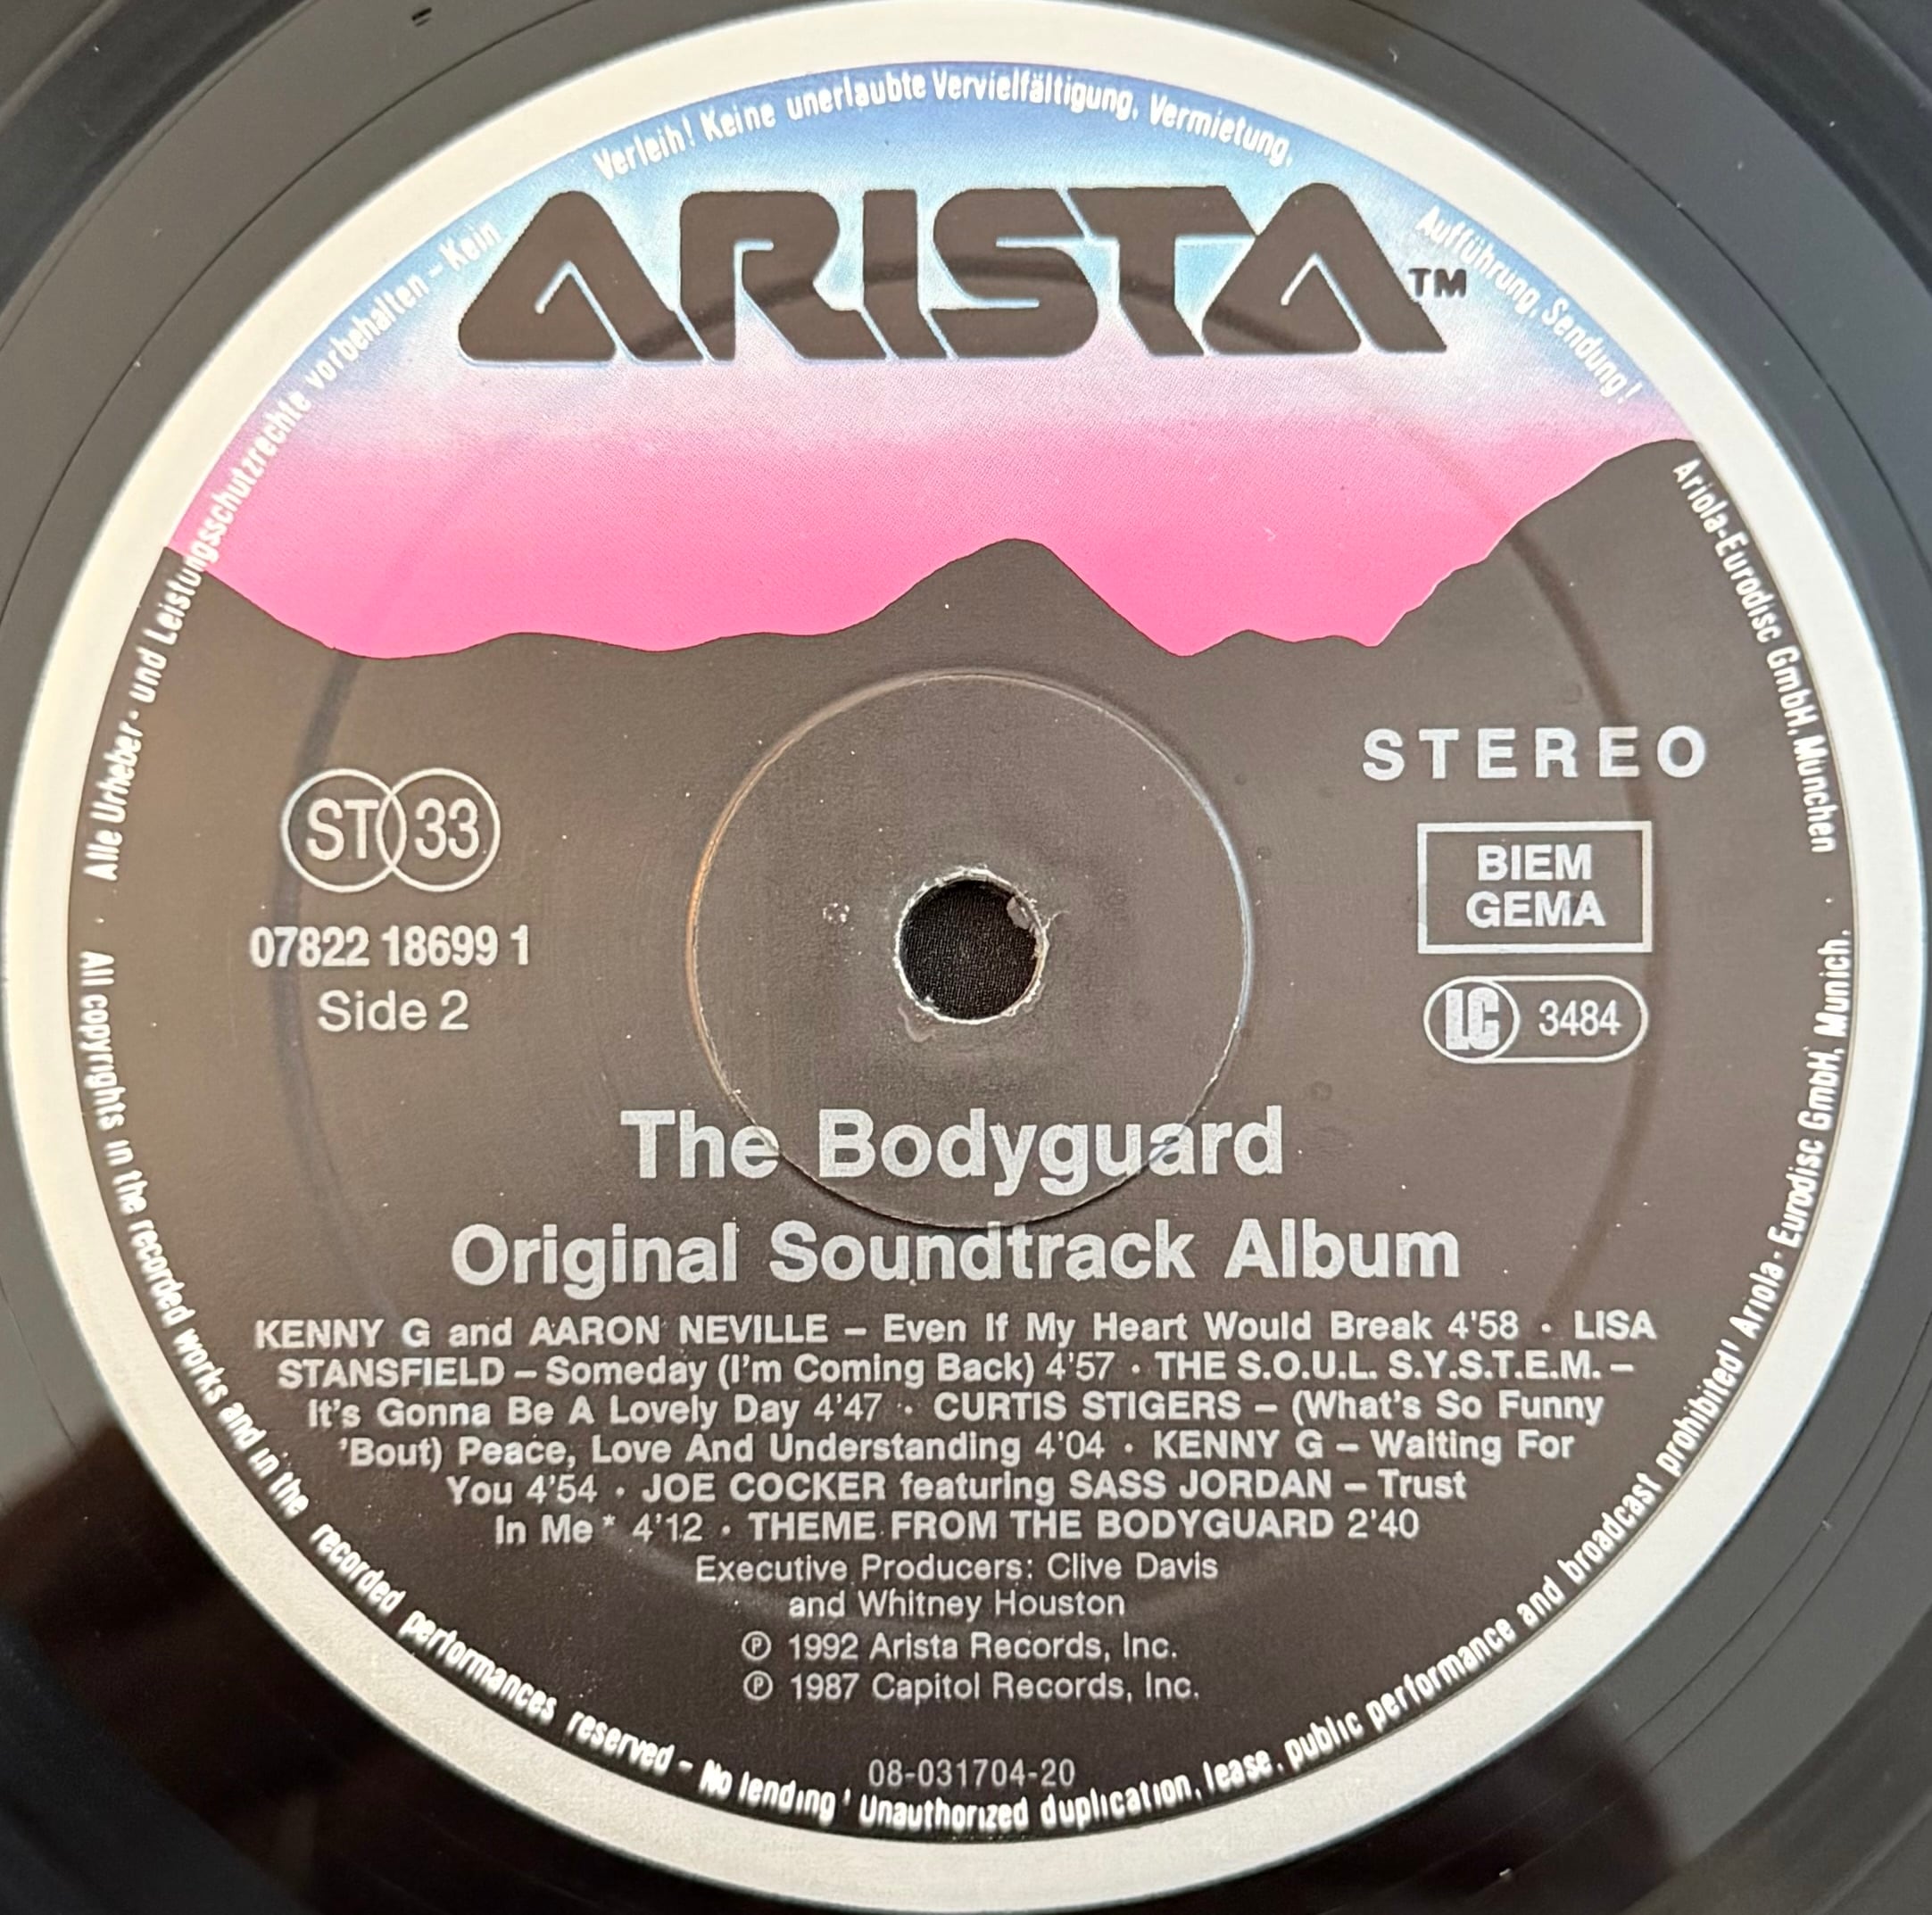 Alle Urheber- und Leistungsschutzrechte vorbehalten – Kein Verleih! Keine unerlaubte Vervielfältigung, Vermietung, Aufführung, Sendung!
ARISTA™
Ariola-Eurodisc GmbH, München
STEREO
ST 33
BIEM
GEMA
07822 18699 1
LC 3484
Side 2
The Bodyguard
Original Soundtrack Album
KENNY G and AARON NEVILLE – Even If My Heart Would Break 4'58 · LISA
STANSFIELD – Someday (I'm Coming Back) 4'57 · THE S.O.U.L. S.Y.S.T.E.M. –
It's Gonna Be A Lovely Day 4'47 · CURTIS STIGERS – (What's So Funny
'Bout) Peace, Love And Understanding 4'04 · KENNY G – Waiting For
You 4'54 · JOE COCKER featuring SASS JORDAN – Trust
In Me* 4'12 · THEME FROM THE BODYGUARD 2'40
Executive Producers: Clive Davis
and Whitney Houston
℗ 1992 Arista Records, Inc.
℗ 1987 Capitol Records, Inc.
08-031704-20
All copyrights in the recorded works and in the recorded performances reserved – No lending! Unauthorized duplication, lease, public performance and broadcast prohibited! Ariola-Eurodisc GmbH, Munich.